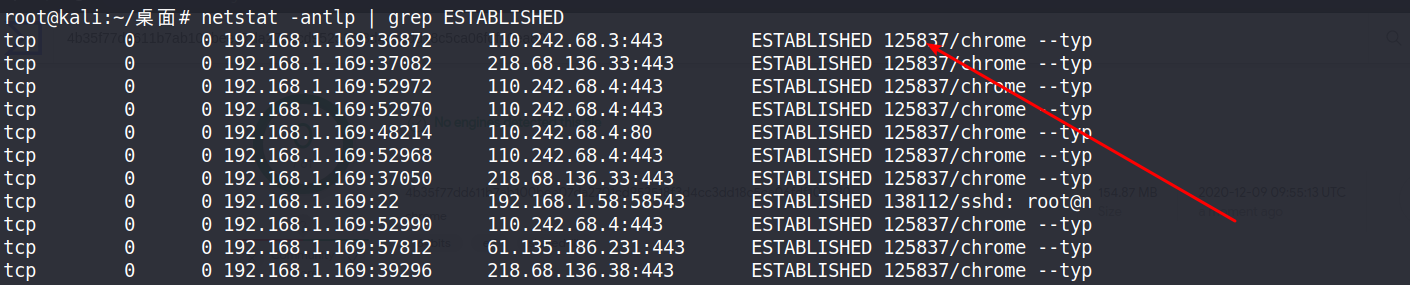 root@kali:~/桌面# netstat -antlp | grep ESTABLISHED
tcp        0      0 192.168.1.169:36872     110.242.68.3:443        ESTABLISHED 125837/chrome --typ
tcp        0      0 192.168.1.169:37082     218.68.136.33:443       ESTABLISHED 125837/chrome --typ
tcp        0      0 192.168.1.169:52972     110.242.68.4:443        ESTABLISHED 125837/chrome --typ
tcp        0      0 192.168.1.169:52970     110.242.68.4:443        ESTABLISHED 125837/chrome --typ
tcp        0      0 192.168.1.169:48214     110.242.68.4:80         ESTABLISHED 125837/chrome --typ
tcp        0      0 192.168.1.169:52968     110.242.68.4:443        ESTABLISHED 125837/chrome --typ
tcp        0      0 192.168.1.169:37050     218.68.136.33:443       ESTABLISHED 125837/chrome --typ
tcp        0      0 192.168.1.169:22        192.168.1.58:58543      ESTABLISHED 138112/sshd: root@n
tcp        0      0 192.168.1.169:52990     110.242.68.4:443        ESTABLISHED 125837/chrome --typ
tcp        0      0 192.168.1.169:57812     61.135.186.231:443      ESTABLISHED 125837/chrome --typ
tcp        0      0 192.168.1.169:39296     218.68.136.38:443       ESTABLISHED 125837/chrome --typ